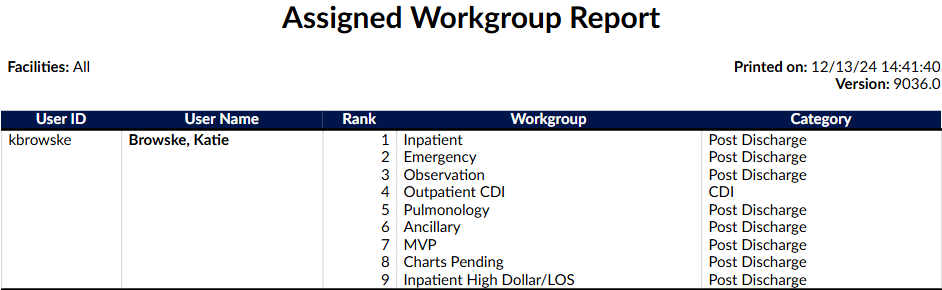 Assigned Workgroup Report
Facilities: All
Printed on: 12/13/24 14:41:40
Version: 9036.0
User ID User Name Rank Workgroup Category
kbrowske Browske, Katie 1 Inpatient Post Discharge
2 Emergency Post Discharge
3 Observation Post Discharge
4 Outpatient CDI CDI
5 Pulmonology Post Discharge
6 Ancillary Post Discharge
7 MVP Post Discharge
8 Charts Pending Post Discharge
9 Inpatient High Dollar/LOS Post Discharge